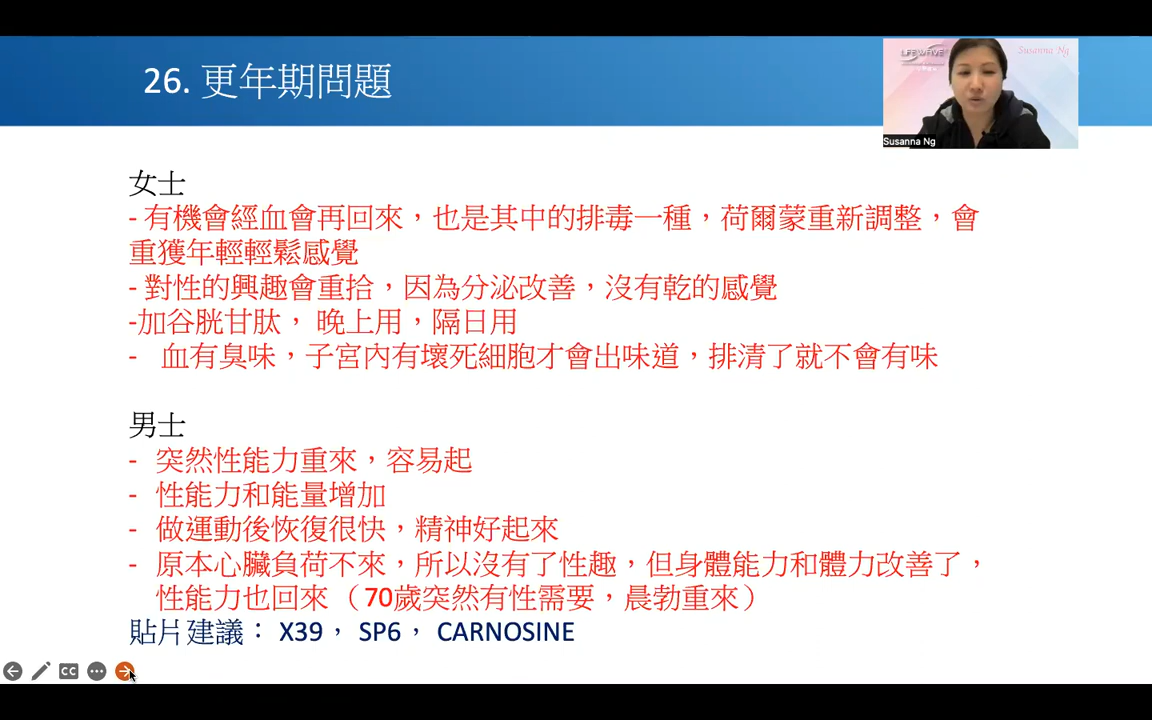 26. 更年期問題
LIFEWAVE
Susanna Ng
Susanna Ng
女士
- 有機會經血會再回來，也是其中的排毒一種，荷爾蒙重新調整，會
重獲年輕輕鬆感覺
- 對性的興趣會重拾，因為分泌改善，沒有乾的感覺
-加谷胱甘肽， 晚上用，隔日用
- 血有臭味，子宮內有壞死細胞才會出味道，排清了就不會有味
男士
- 突然性能力重來，容易起
- 性能力和能量增加
- 做運動後恢復很快，精神好起來
- 原本心臟負荷不來，所以沒有了性趣，但身體能力和體力改善了，
性能力也回來 （70歲突然有性需要，晨勃重來）
貼片建議： X39， SP6， CARNOSINE
CC